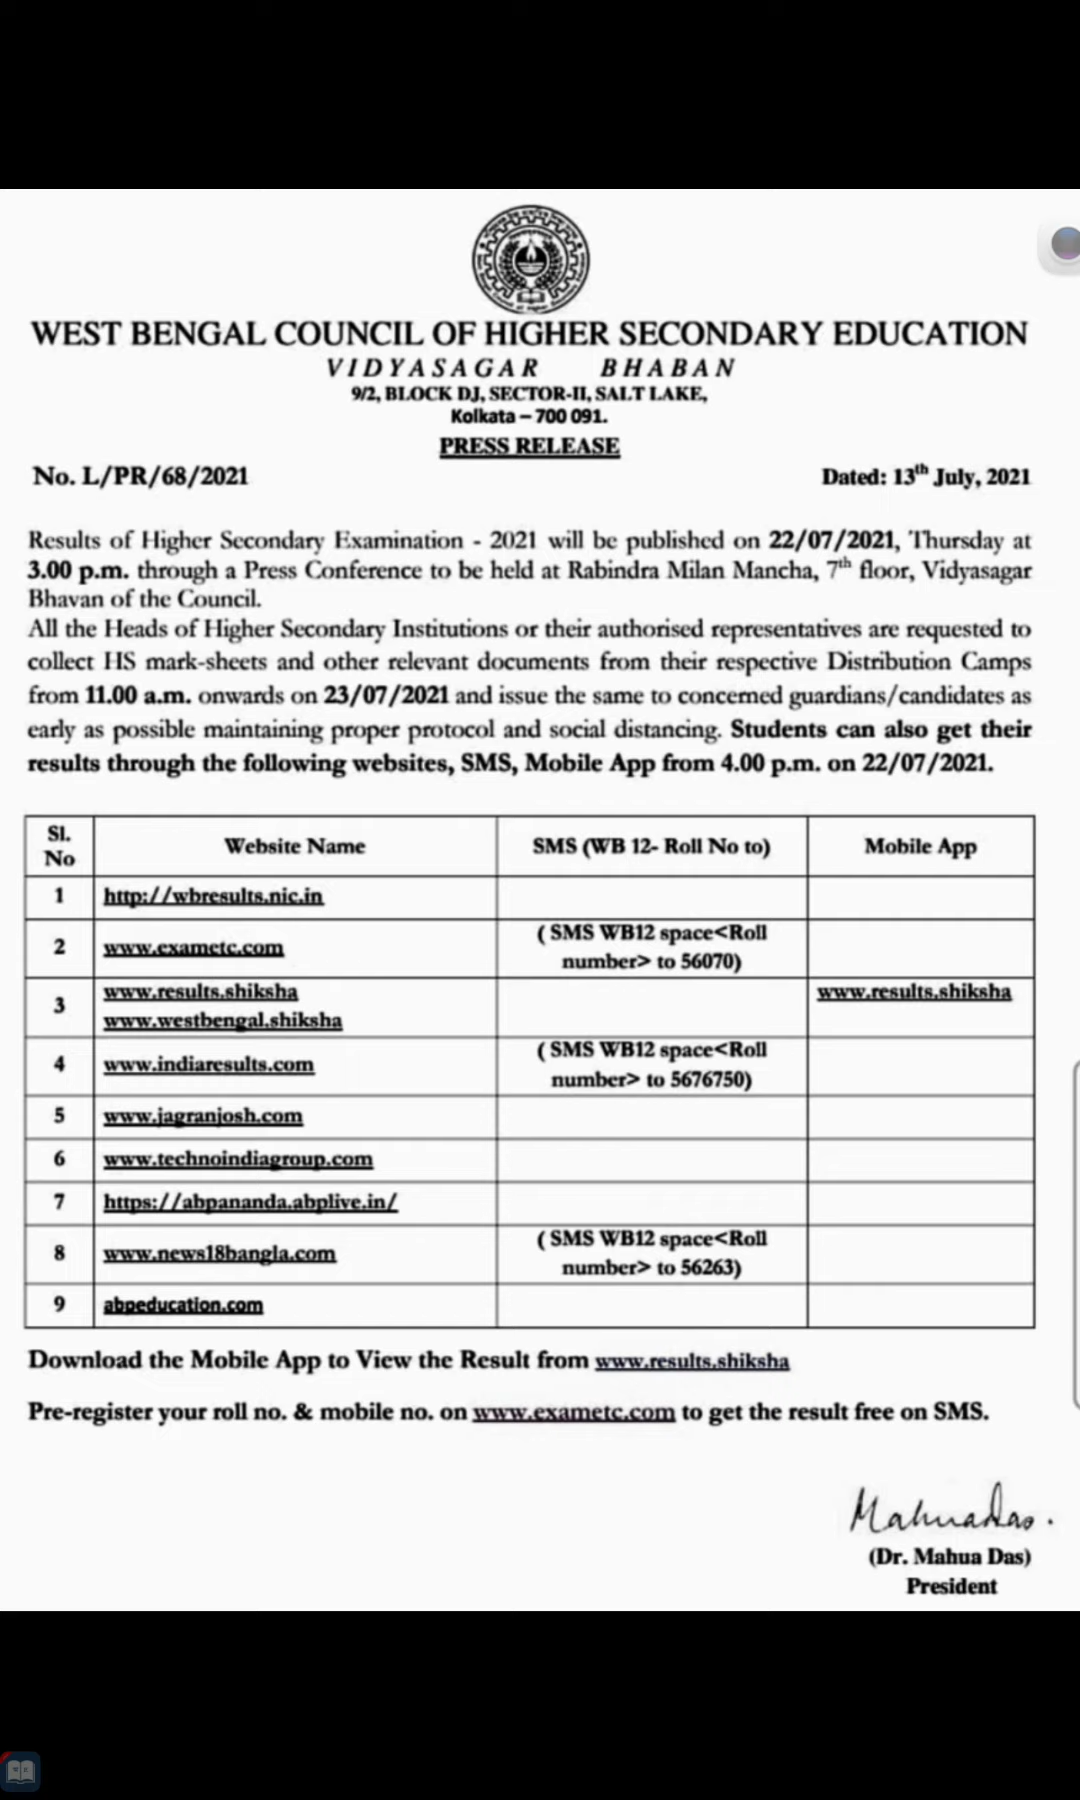 WEST BENGAL COUNCIL OF HIGHER SECONDARY EDUCATION
VIDYASAGAR BHABAN
9/2, BLOCK DJ, SECTOR-II, SALT LAKE,
Kolkata – 700 091.
PRESS RELEASE
No. L/PR/68/2021 Dated: 13th July, 2021
Results of Higher Secondary Examination - 2021 will be published on 22/07/2021, Thursday at
3.00 p.m. through a Press Conference to be held at Rabindra Milan Mancha, 7th floor, Vidyasagar
Bhavan of the Council.
All the Heads of Higher Secondary Institutions or their authorised representatives are requested to
collect HS mark-sheets and other relevant documents from their respective Distribution Camps
from 11.00 a.m. onwards on 23/07/2021 and issue the same to concerned guardians/candidates as
early as possible maintaining proper protocol and social distancing. Students can also get their
results through the following websites, SMS, Mobile App from 4.00 p.m. on 22/07/2021.
Sl. No Website Name SMS (WB 12- Roll No to) Mobile App
1 http://wbresults.nic.in
2 www.exametc.com ( SMS WB12 space<Roll number> to 56070)
3 www.results.shiksha www.results.shiksha
www.westbengal.shiksha
4 www.indiaresults.com ( SMS WB12 space<Roll number> to 5676750)
5 www.jagranjosh.com
6 www.technoindiagroup.com
7 https://abpananda.abplive.in/
8 www.news18bangla.com ( SMS WB12 space<Roll number> to 56263)
9 abpeducation.com
Download the Mobile App to View the Result from www.results.shiksha
Pre-register your roll no. & mobile no. on www.exametc.com to get the result free on SMS.
Mahua Das.
(Dr. Mahua Das)
President